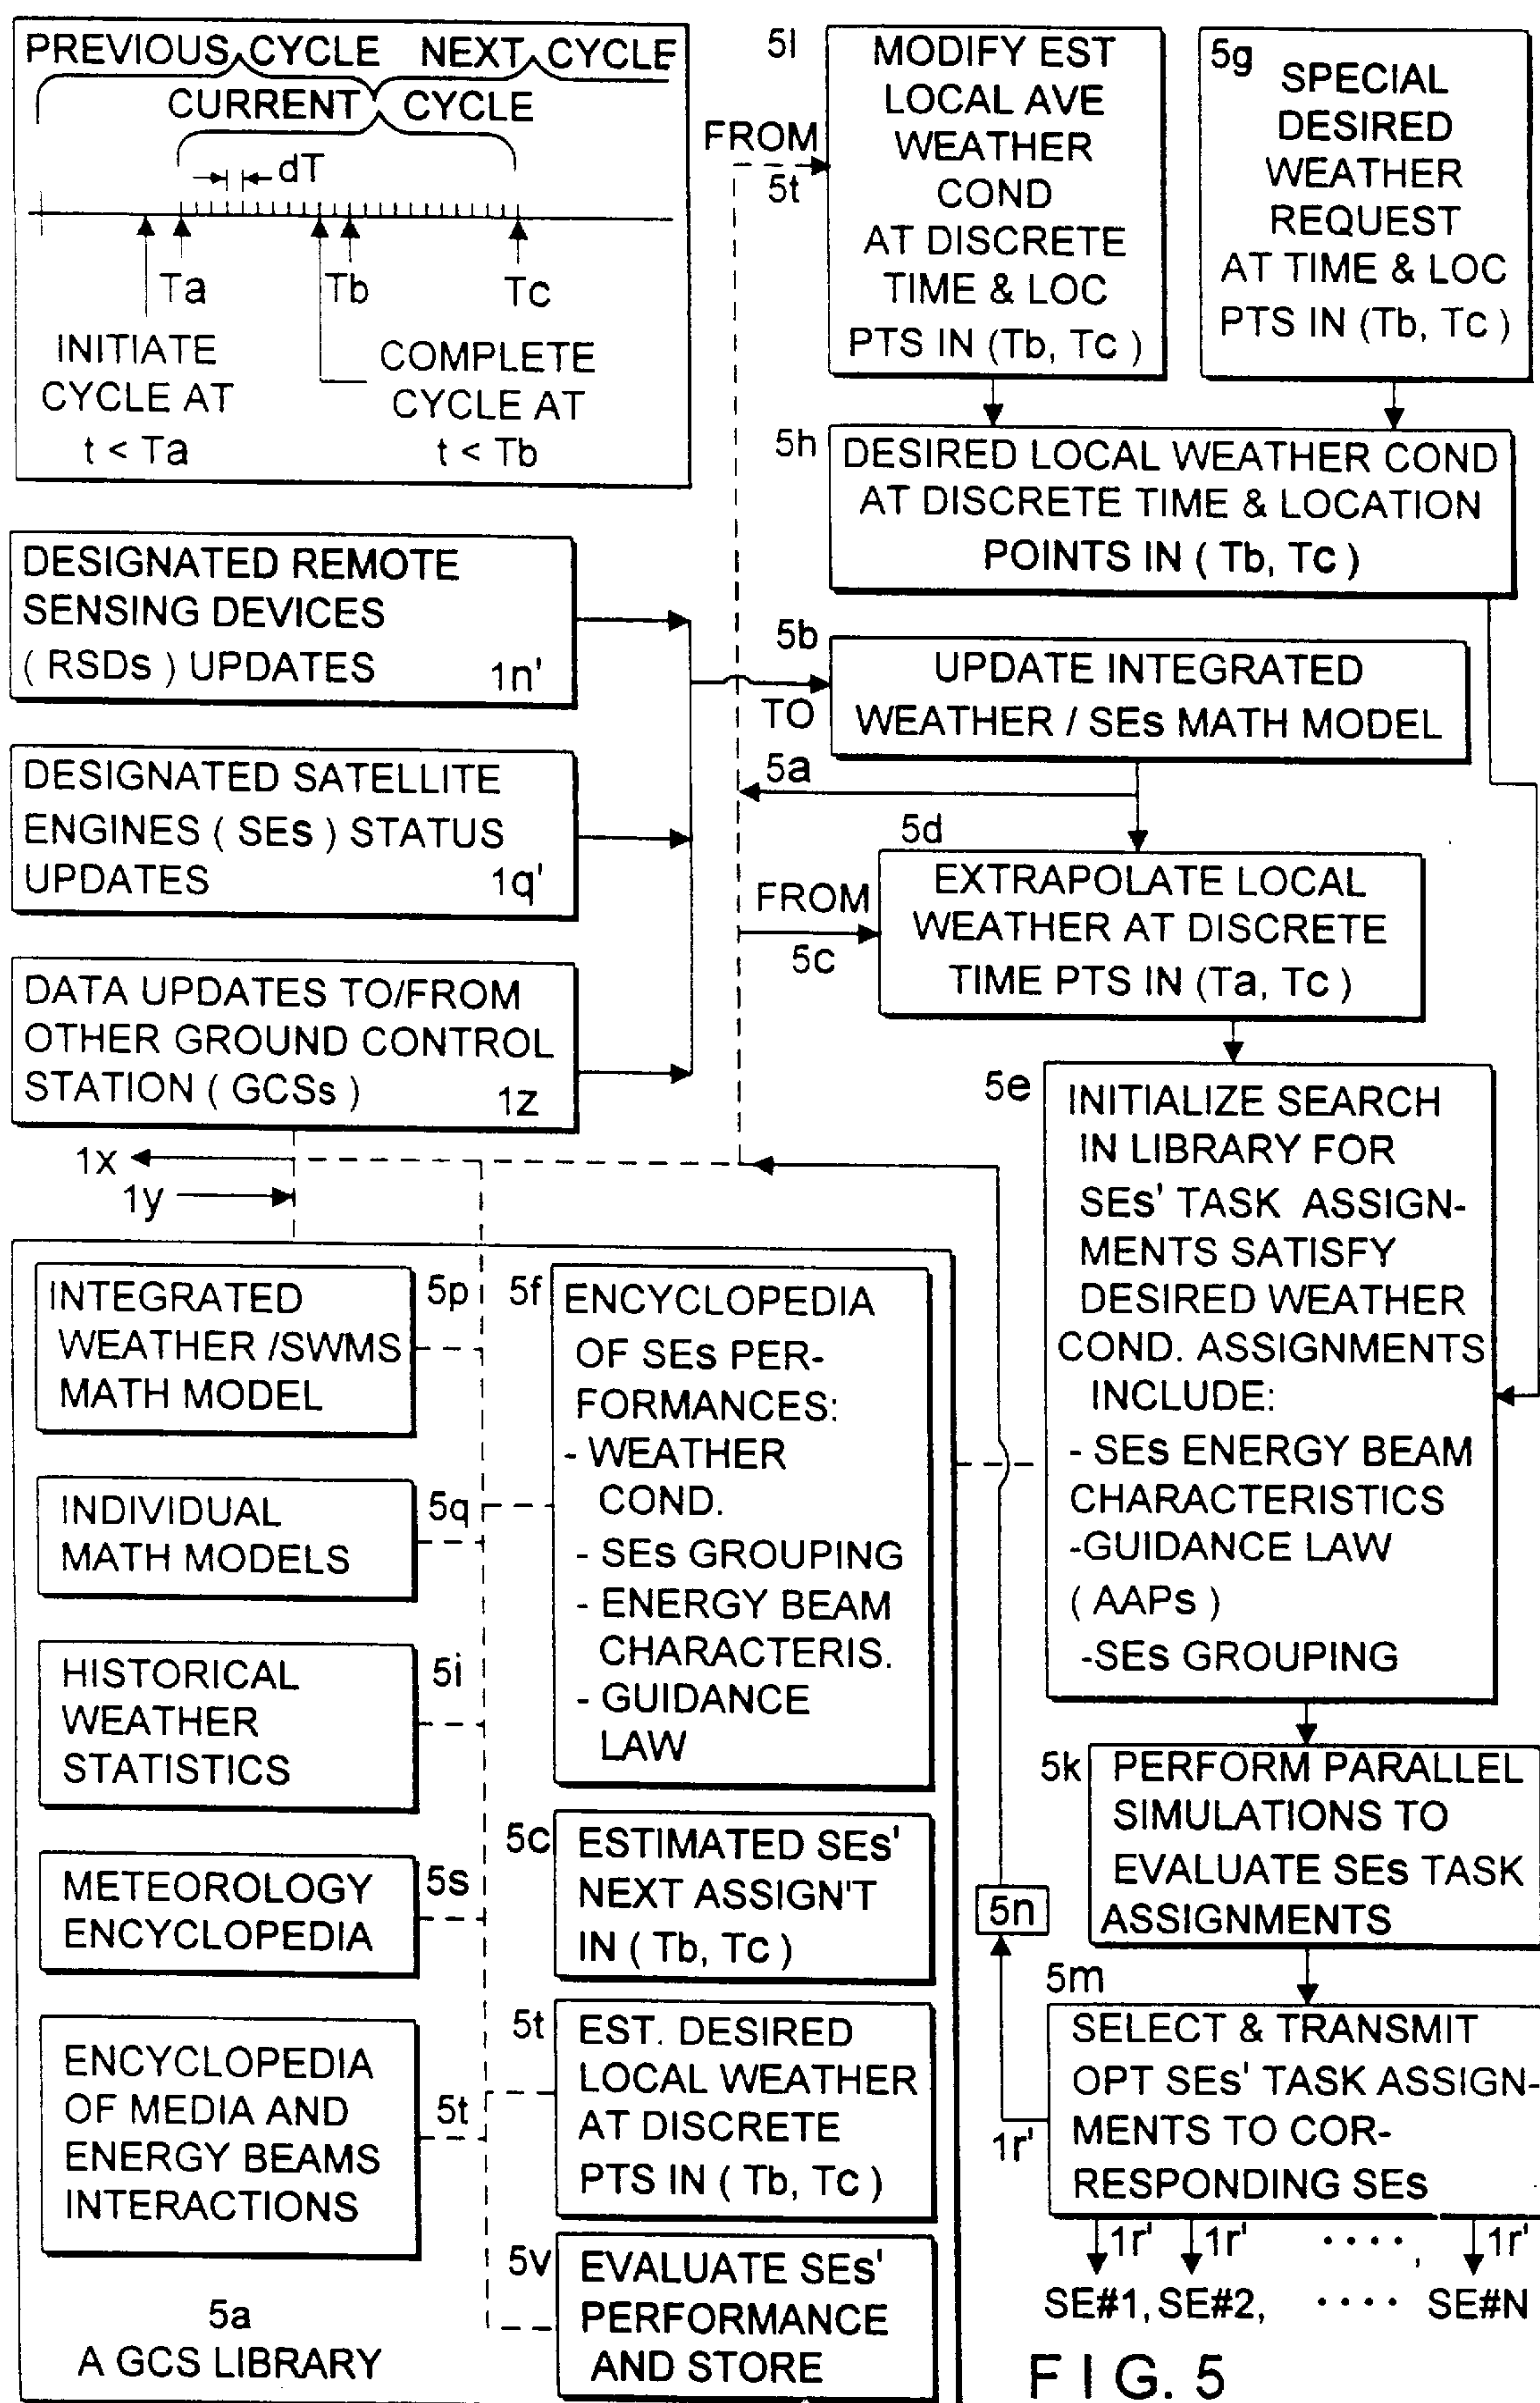 PREVIOUS CYCLE NEXT CYCLE
CURRENT CYCLE
dT
Ta Tb Tc
INITIATE
CYCLE AT
t < Ta
COMPLETE
CYCLE AT
t < Tb
5l
MODIFY EST
LOCAL AVE
WEATHER
COND
AT DISCRETE
TIME & LOC
PTS IN (Tb, Tc )
FROM
5t
5g
SPECIAL
DESIRED
WEATHER
REQUEST
AT TIME & LOC
PTS IN (Tb, Tc )
5h
DESIRED LOCAL WEATHER COND
AT DISCRETE TIME & LOCATION
POINTS IN ( Tb, Tc )
DESIGNATED REMOTE
SENSING DEVICES
( RSDs ) UPDATES 1n'
DESIGNATED SATELLITE
ENGINES ( SEs ) STATUS
UPDATES 1q'
DATA UPDATES TO/FROM
OTHER GROUND CONTROL
STATION ( GCSs ) 1z
5b
UPDATE INTEGRATED
WEATHER / SEs MATH MODEL
TO
5a
5d
EXTRAPOLATE LOCAL
WEATHER AT DISCRETE
TIME PTS IN (Ta, Tc )
FROM
5c
5e
INITIALIZE SEARCH
IN LIBRARY FOR
SEs' TASK ASSIGN-
MENTS SATISFY
DESIRED WEATHER
COND. ASSIGNMENTS
INCLUDE:
- SEs ENERGY BEAM
CHARACTERISTICS
-GUIDANCE LAW
( AAPs )
-SEs GROUPING
1x
1y
INTEGRATED
WEATHER /SWMS
MATH MODEL
5p
INDIVIDUAL
MATH MODELS
5q
HISTORICAL
WEATHER
STATISTICS
5i
METEOROLOGY
ENCYCLOPEDIA
5s
ENCYCLOPEDIA
OF MEDIA AND
ENERGY BEAMS
INTERACTIONS
5t
5a
A GCS LIBRARY
5f
ENCYCLOPEDIA
OF SEs PER-
FORMANCES:
- WEATHER
COND.
- SEs GROUPING
- ENERGY BEAM
CHARACTERIS.
- GUIDANCE
LAW
5c
ESTIMATED SEs'
NEXT ASSIGN'T
IN ( Tb, Tc )
5t
EST. DESIRED
LOCAL WEATHER
AT DISCRETE
PTS IN ( Tb, Tc )
5v
EVALUATE SEs'
PERFORMANCE
AND STORE
5k
PERFORM PARALLEL
SIMULATIONS TO
EVALUATE SEs TASK
ASSIGNMENTS
5n
5m
SELECT & TRANSMIT
OPT SEs' TASK ASSIGN-
MENTS TO COR-
RESPONDING SEs
1r'
1r' 1r' ...., 1r'
SE#1, SE#2, .... SE#N
FIG. 5